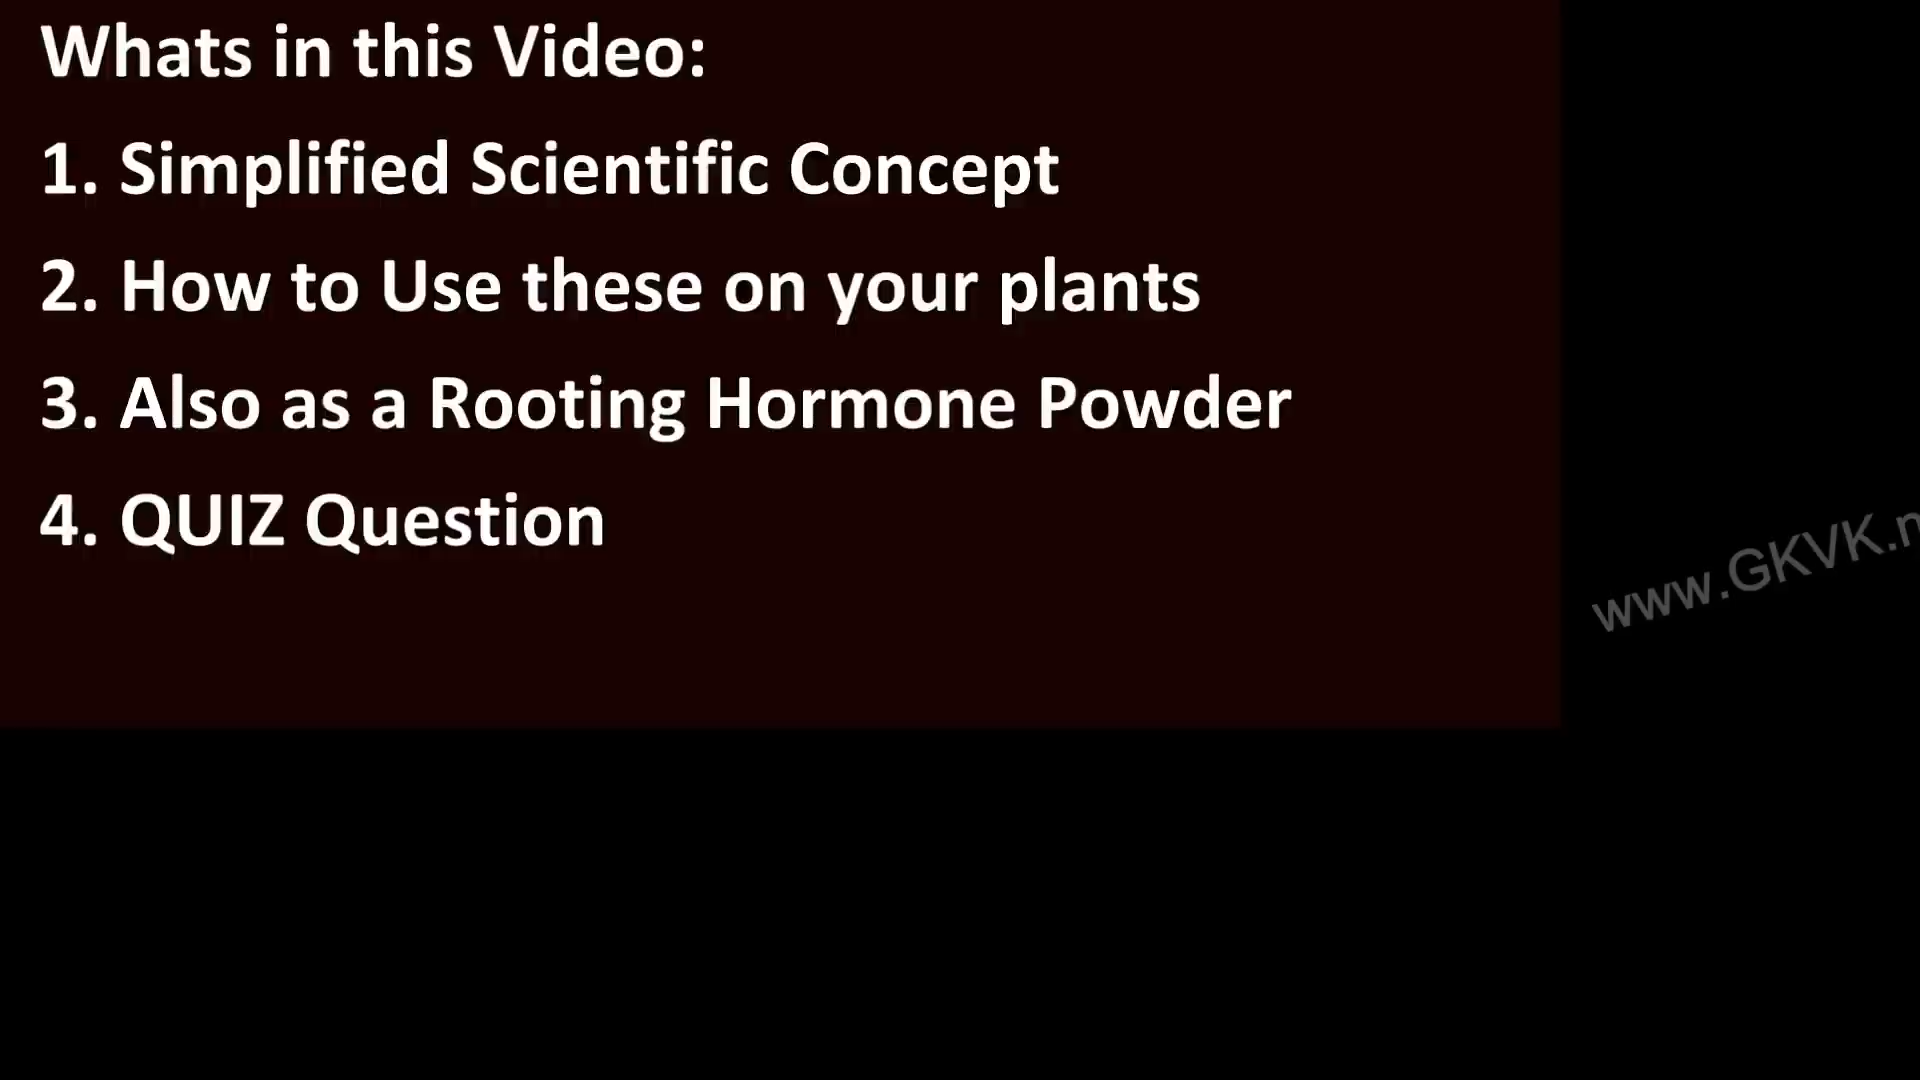 Whats in this Video:
1. Simplified Scientific Concept
2. How to Use these on your plants
3. Also as a Rooting Hormone Powder
4. QUIZ Question
www.GKVK.n